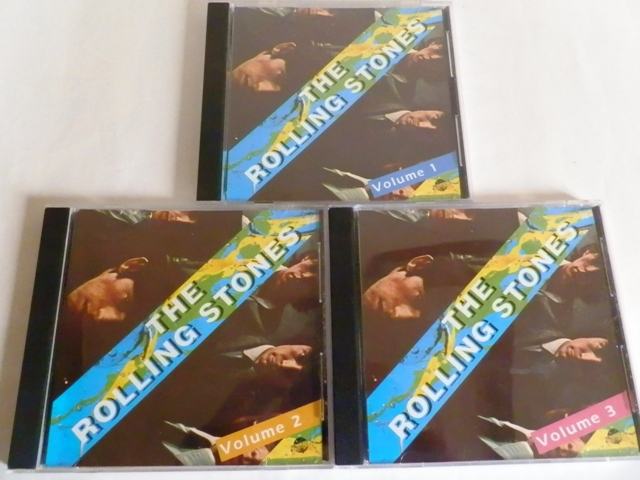 THE
ROLLING STONES
Volume 1
THE
ROLLING STONES
Volume 2
THE
ROLLING STONES
Volume 3